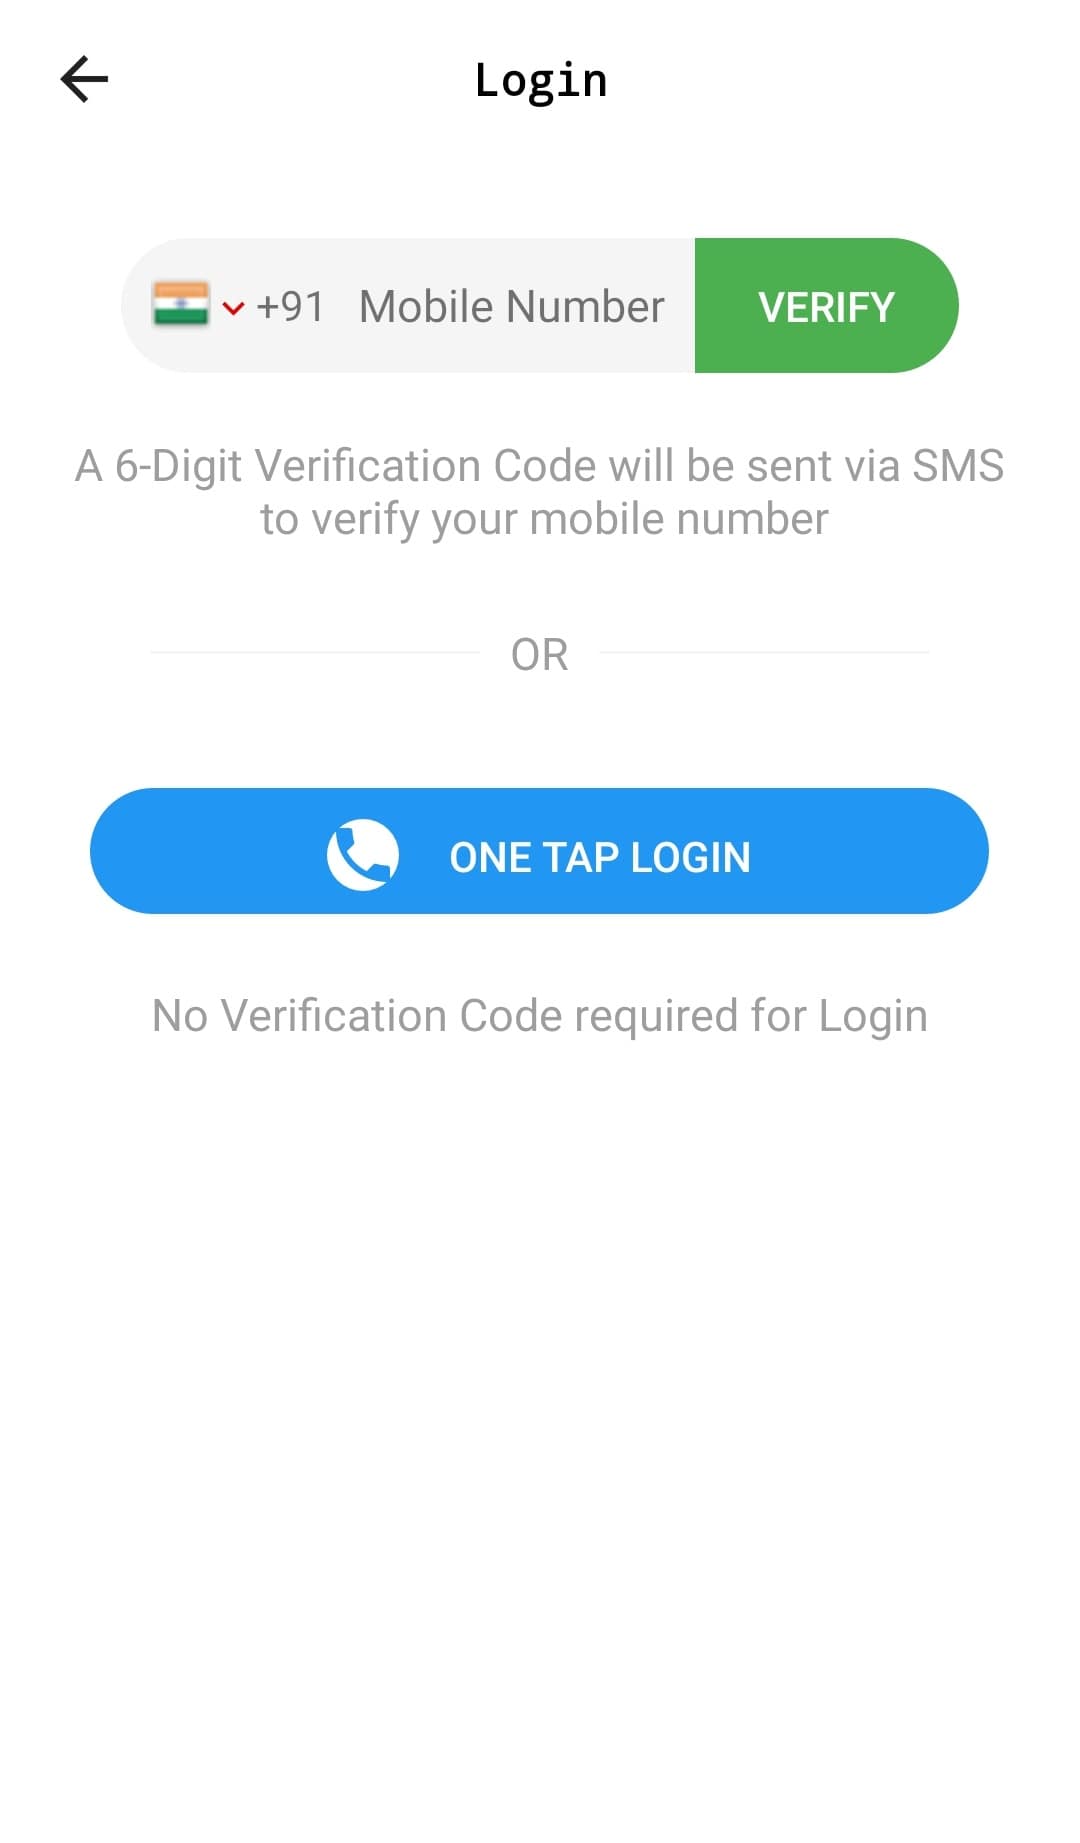 Login
+91 Mobile Number VERIFY
A 6-Digit Verification Code will be sent via SMS
to verify your mobile number
OR
ONE TAP LOGIN
No Verification Code required for Login